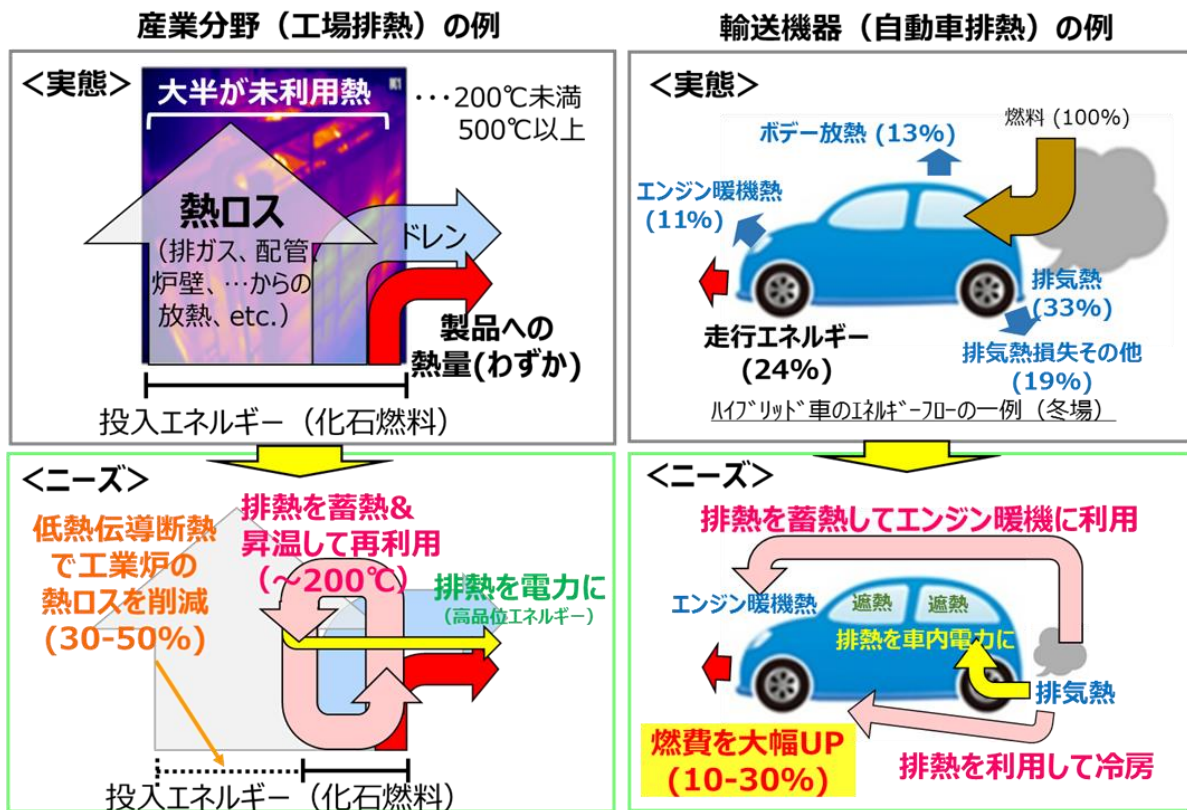 産業分野（工場排熱）の例
＜実態＞
大半が未利用熱
･･･200℃未満
500℃以上
熱ロス
（排ガス、配管、
炉壁、…からの
放熱、etc.）
ドレン
製品への
熱量(わずか)
投入エネルギー（化石燃料）
＜ニーズ＞
低熱伝導断熱
で工業炉の
熱ロスを削減
(30-50%)
排熱を蓄熱&
昇温して再利用
（～200℃）
排熱を電力に
（高品位エネルギー）
投入エネルギー（化石燃料）
輸送機器（自動車排熱）の例
＜実態＞
燃料 (100%)
ボデー放熱 (13%)
エンジン暖機熱
(11%)
排気熱
(33%)
走行エネルギー
(24%)
排気熱損失その他
(19%)
ﾊｲﾌﾞﾘｯﾄﾞ車のｴﾈﾙｷﾞｰﾌﾛｰの一例（冬場）
＜ニーズ＞
排熱を蓄熱してエンジン暖機に利用
エンジン暖機熱
遮熱 遮熱
排熱を車内電力に
排気熱
燃費を大幅UP
(10-30%)
排熱を利用して冷房